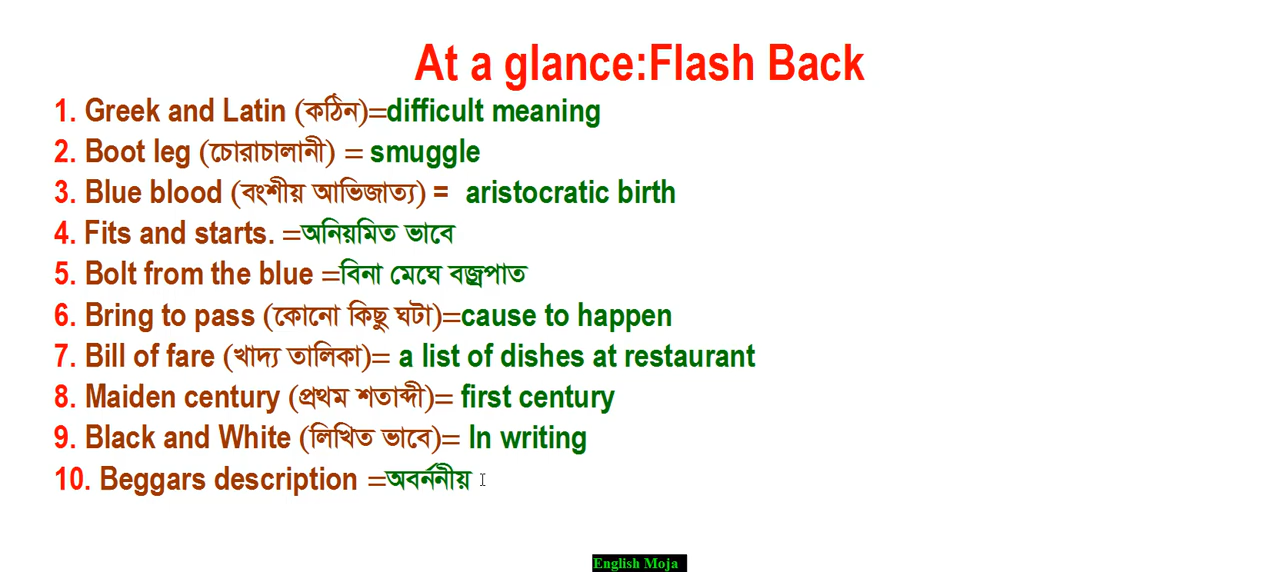 At a glance:Flash Back
1. Greek and Latin (কঠিন)=difficult meaning
2. Boot leg (চোরাচালানী) = smuggle
3. Blue blood (বংশীয় আভিজাত্য) = aristocratic birth
4. Fits and starts. =অনিয়মিত ভাবে
5. Bolt from the blue =বিনা মেঘে বজ্রপাত
6. Bring to pass (কোনো কিছু ঘটা)=cause to happen
7. Bill of fare (খাদ্য তালিকা)= a list of dishes at restaurant
8. Maiden century (প্রথম শতাব্দী)= first century
9. Black and White (লিখিত ভাবে)= In writing
10. Beggars description =অবর্ননীয়
English Moja